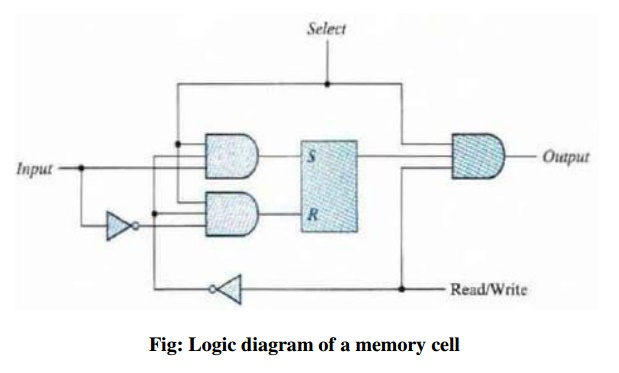 Select
Input
S
Output
R
Read/Write
Fig: Logic diagram of a memory cell